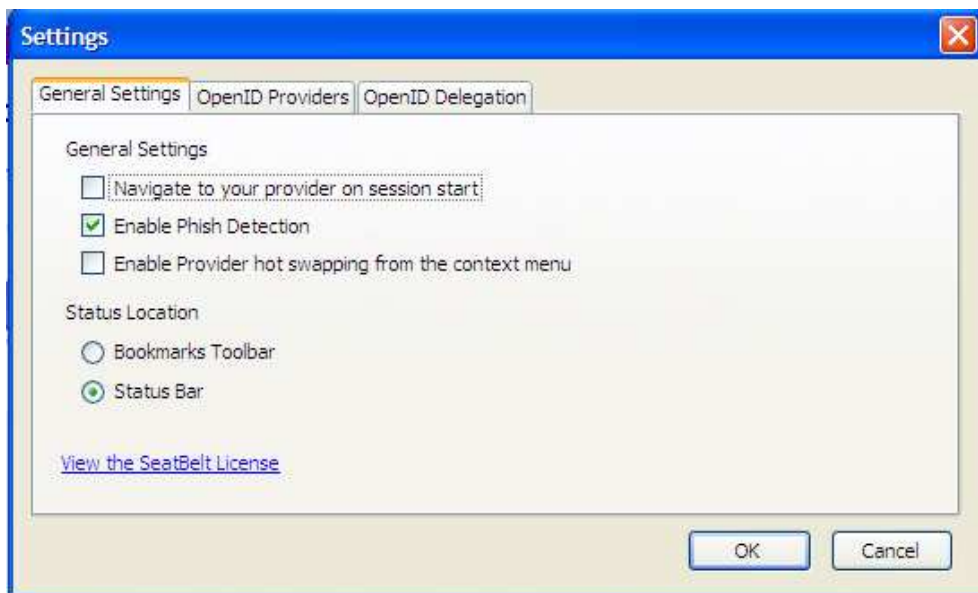 Settings
General Settings OpenID Providers OpenID Delegation
General Settings
Navigate to your provider on session start
Enable Phish Detection
Enable Provider hot swapping from the context menu
Status Location
Bookmarks Toolbar
Status Bar
View the SeatBelt License
OK Cancel